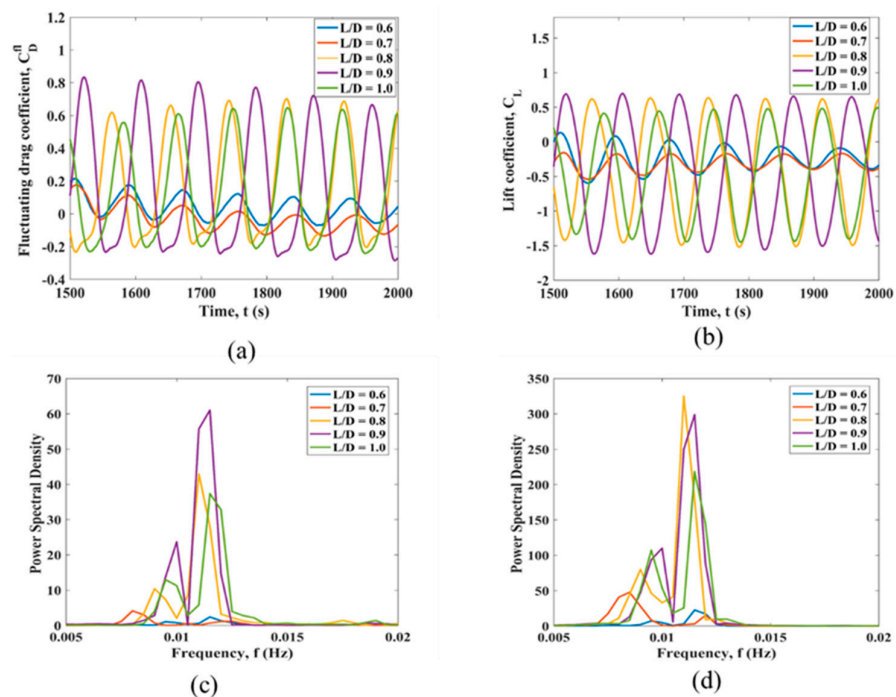 Fluctuating drag coefficient, C_D^fl
1.2
1
0.8
0.6
0.4
0.2
0
-0.2
-0.4
L/D = 0.6
L/D = 0.7
L/D = 0.8
L/D = 0.9
L/D = 1.0
1500 1600 1700 1800 1900 2000
Time, t (s)
(a)
Lift coefficient, C_L
1.5
1
0.5
0
-0.5
-1
-1.5
-2
L/D = 0.6
L/D = 0.7
L/D = 0.8
L/D = 0.9
L/D = 1.0
1500 1600 1700 1800 1900 2000
Time, t (s)
(b)
Power Spectral Density
70
60
50
40
30
20
10
0
L/D = 0.6
L/D = 0.7
L/D = 0.8
L/D = 0.9
L/D = 1.0
0.005 0.01 0.015 0.02
Frequency, f (Hz)
(c)
Power Spectral Density
350
300
250
200
150
100
50
0
L/D = 0.6
L/D = 0.7
L/D = 0.8
L/D = 0.9
L/D = 1.0
0.005 0.01 0.015 0.02
Frequency, f (Hz)
(d)